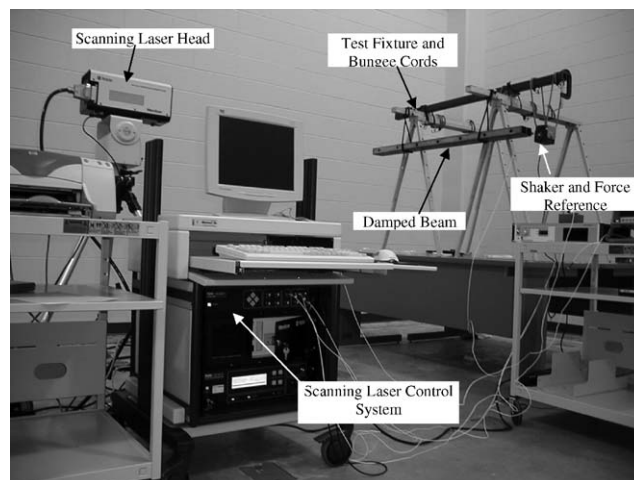 Scanning Laser Head
Test Fixture and
Bungee Cords
Shaker and Force
Reference
Damped Beam
Scanning Laser Control
System